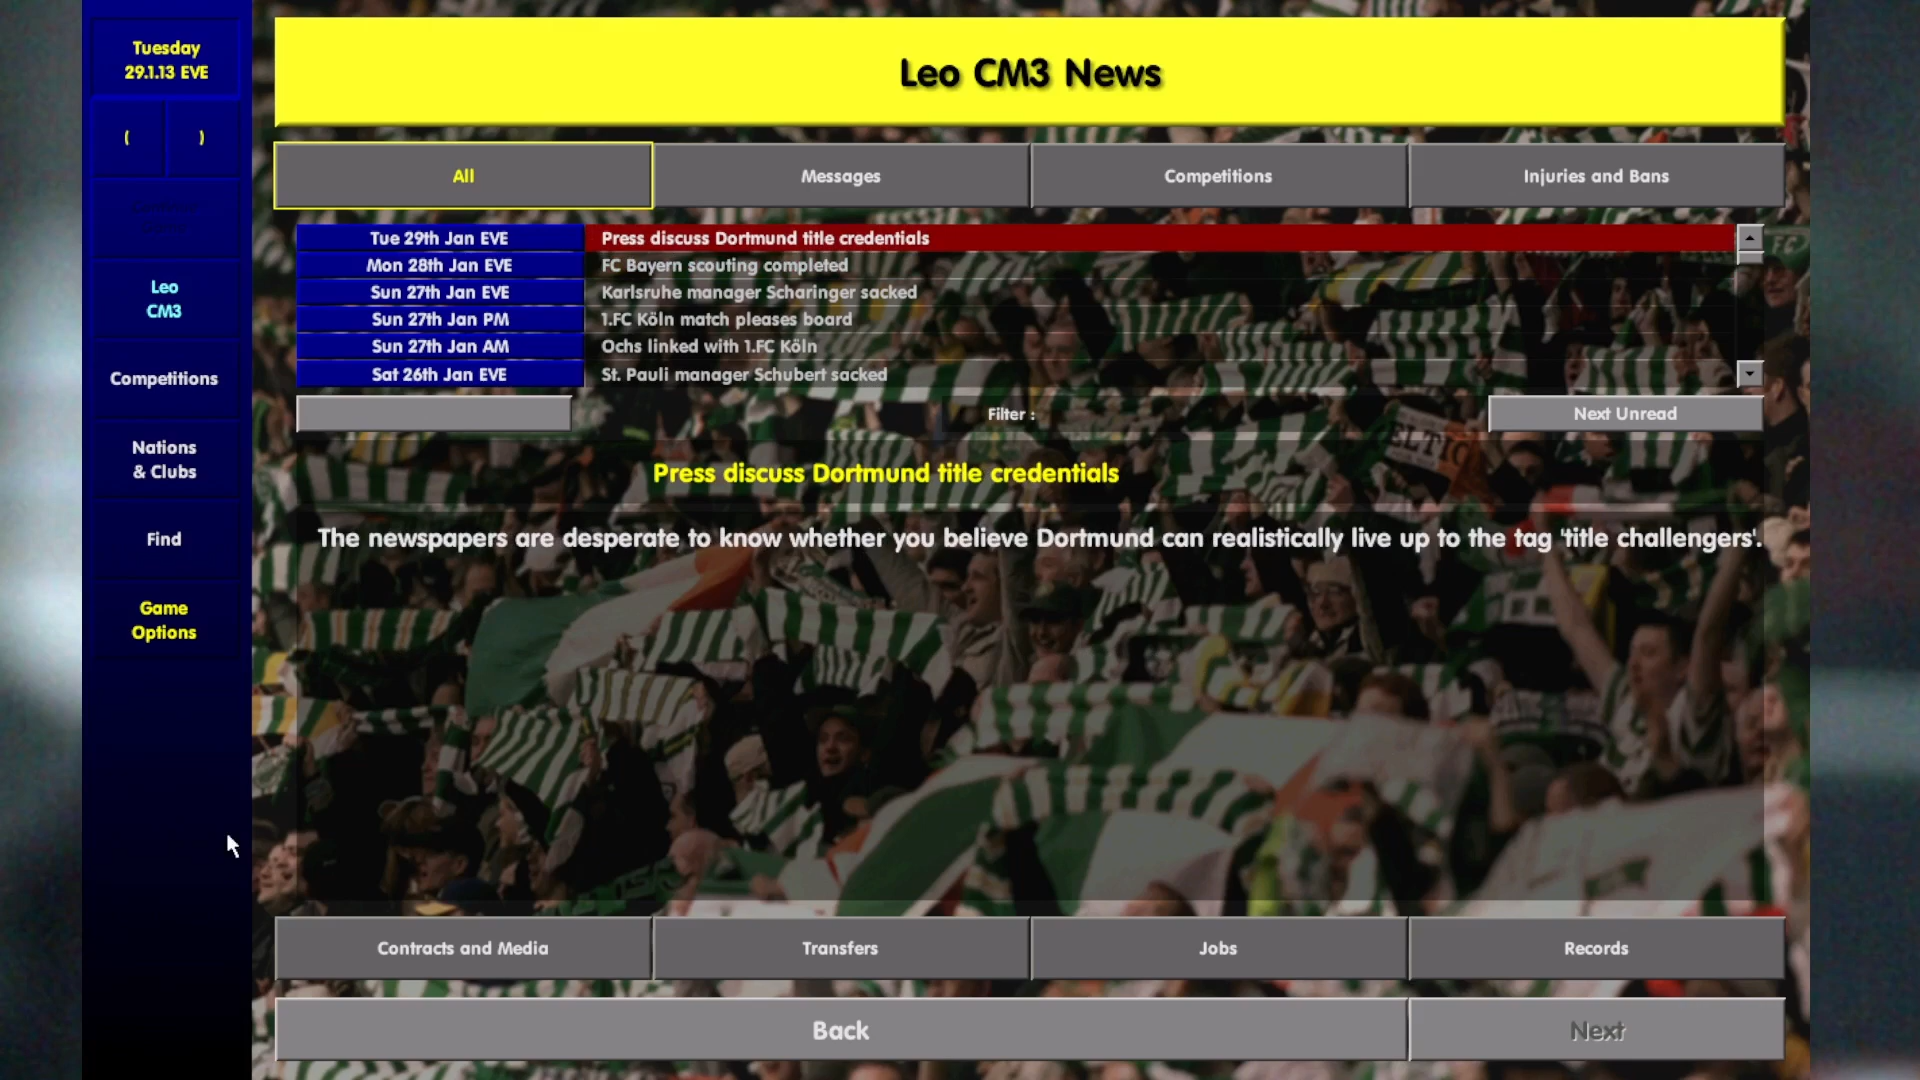 Tuesday
29.1.13 EVE
Leo CM3 News
All
Messages
Competitions
Injuries and Bans
Leo
CM3
Competitions
Nations
& Clubs
Find
Game
Options
Tue 29th Jan EVE Press discuss Dortmund title credentials
Mon 28th Jan EVE FC Bayern scouting completed
Sun 27th Jan EVE Karlsruhe manager Scharinger sacked
Sun 27th Jan PM 1.FC Köln match pleases board
Sun 27th Jan AM Ochs linked with 1.FC Köln
Sat 26th Jan EVE St. Pauli manager Schubert sacked
Filter :
Next Unread
Press discuss Dortmund title credentials
The newspapers are desperate to know whether you believe Dortmund can realistically live up to the tag 'title challengers'.
Contracts and Media
Transfers
Jobs
Records
Back
Next